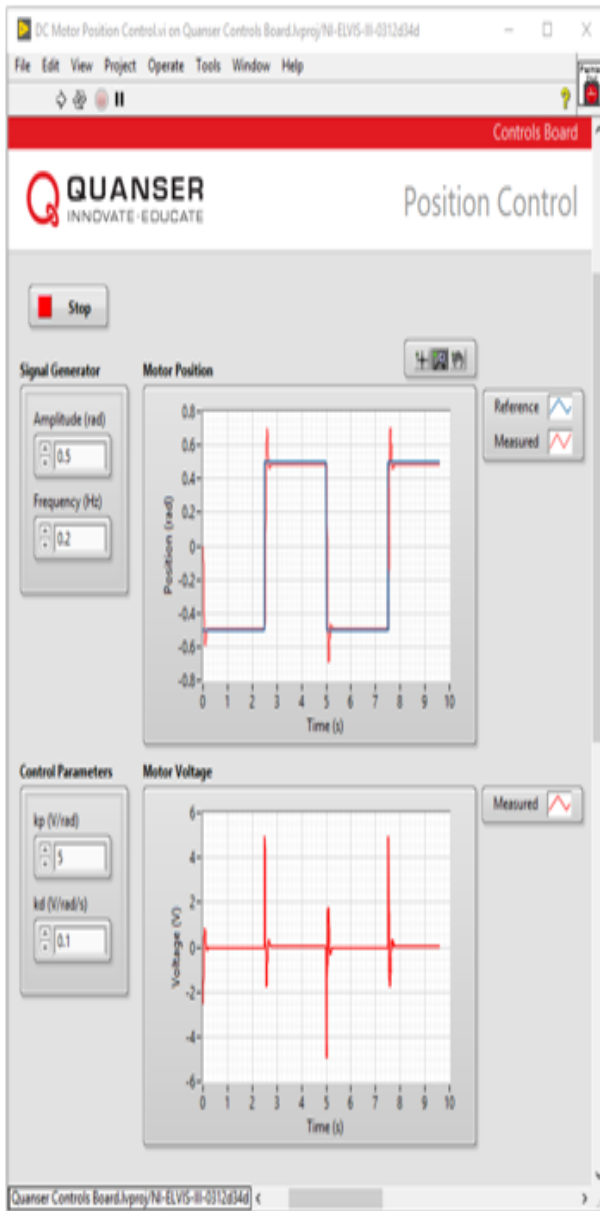 DC Motor Position Control.vi on Quanser Controls Board.lvproj/NI-ELVIS-III-0312d34d
File Edit View Project Operate Tools Window Help
Controls Board
QUANSER
INNOVATE·EDUCATE
Position Control
Stop
Signal Generator
Amplitude (rad)
0.5
Frequency (Hz)
0.2
Motor Position
Reference
Measured
0.8
0.6
0.4
0.2
0
-0.2
-0.4
-0.6
-0.8
Position (rad)
0 1 2 3 4 5 6 7 8 9 10
Time (s)
Control Parameters
kp (V/rad)
5
kd (V/rad/s)
0.1
Motor Voltage
Measured
6
4
2
0
-2
-4
-6
Voltage (V)
0 1 2 3 4 5 6 7 8 9 10
Time (s)
Quanser Controls Board.lvproj/NI-ELVIS-III-0312d34d